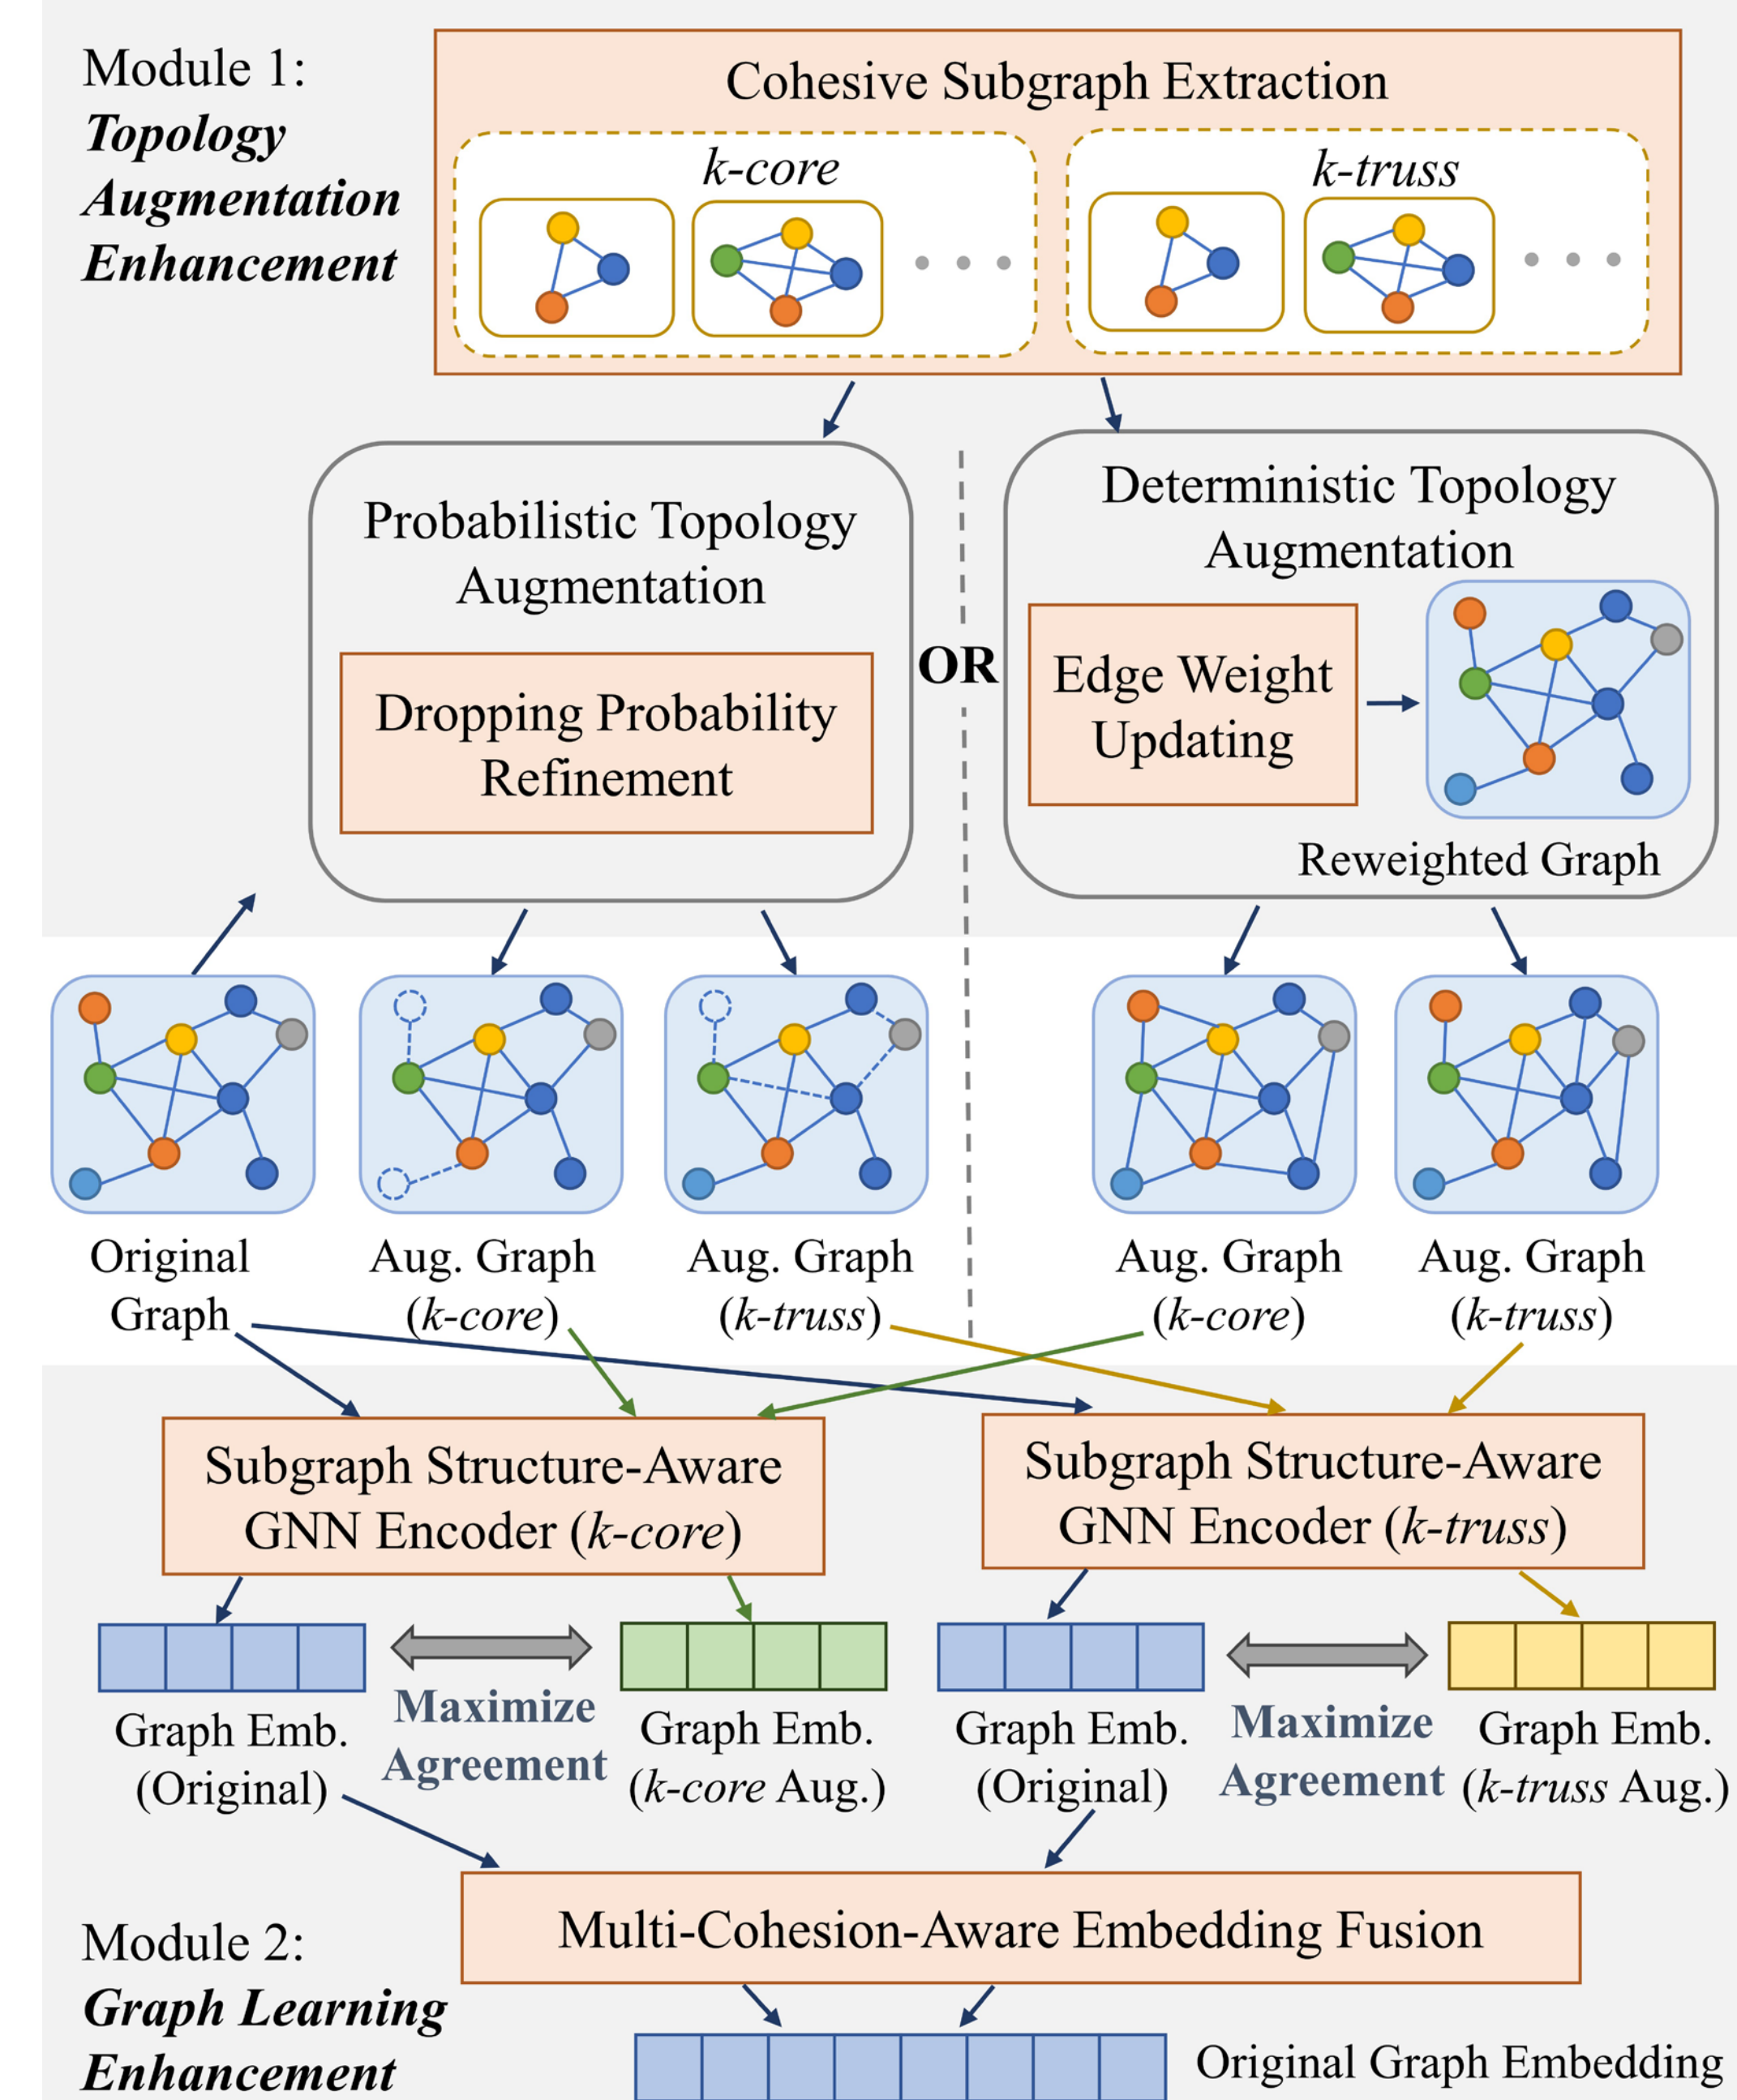 Module 1:
Topology
Augmentation
Enhancement
Cohesive Subgraph Extraction
k-core
k-truss
Probabilistic Topology
Augmentation
Dropping Probability
Refinement
OR
Deterministic Topology
Augmentation
Edge Weight
Updating
Reweighted Graph
Original
Graph
Aug. Graph
(k-core)
Aug. Graph
(k-truss)
Aug. Graph
(k-core)
Aug. Graph
(k-truss)
Subgraph Structure-Aware
GNN Encoder (k-core)
Subgraph Structure-Aware
GNN Encoder (k-truss)
Graph Emb.
(Original)
Maximize
Agreement
Graph Emb.
(k-core Aug.)
Graph Emb.
(Original)
Maximize
Agreement
Graph Emb.
(k-truss Aug.)
Multi-Cohesion-Aware Embedding Fusion
Module 2:
Graph Learning
Enhancement
Original Graph Embedding